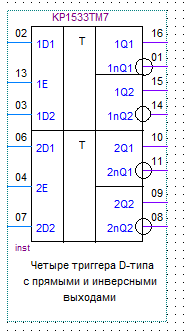 КР1533ТМ7
02 1D1 T 1Q1 16
1nQ1 01
13 1E 1Q2 15
03 1D2 1nQ2 14
06 2D1 T 2Q1 10
2nQ1 11
04 2E 2Q2 09
07 2D2 2nQ2 08
inst
Четыре триггера D-типа
с прямыми и инверсными
выходами